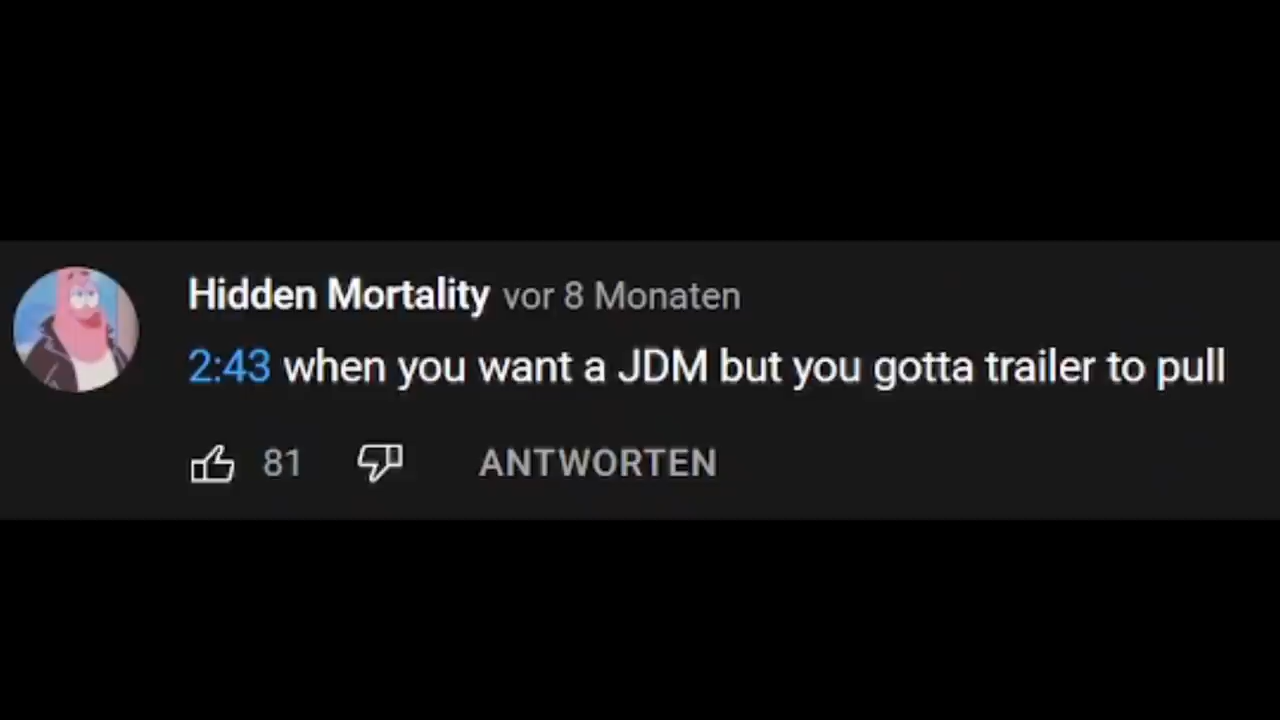 Hidden Mortality vor 8 Monaten
2:43 when you want a JDM but you gotta trailer to pull
81 ANTWORTEN